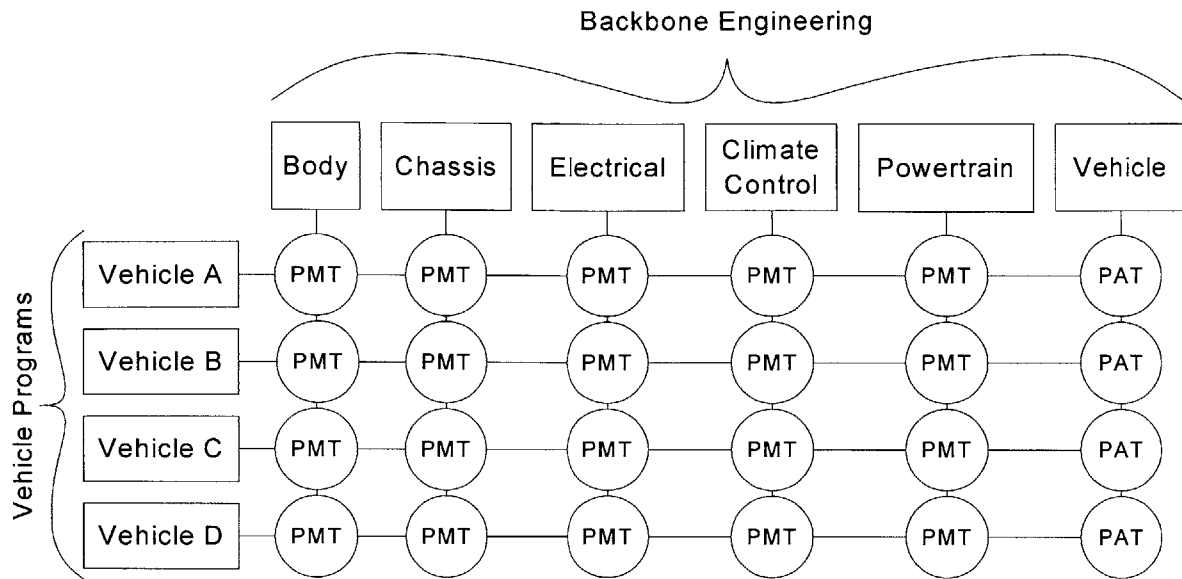 Backbone Engineering
Body
Chassis
Electrical
Climate
Control
Powertrain
Vehicle
Vehicle Programs
Vehicle A
PMT
PMT
PMT
PMT
PMT
PAT
Vehicle B
PMT
PMT
PMT
PMT
PMT
PAT
Vehicle C
PMT
PMT
PMT
PMT
PMT
PAT
Vehicle D
PMT
PMT
PMT
PMT
PMT
PAT